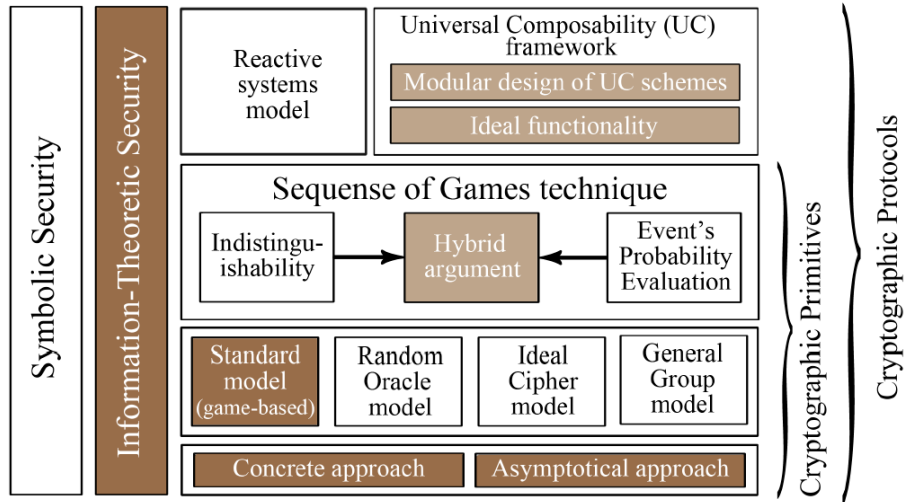 Symbolic Security
Information-Theoretic Security
Reactive
systems
model
Universal Composability (UC)
framework
Modular design of UC schemes
Ideal functionality
Sequense of Games technique
Indistingu-
ishability
Hybrid
argument
Event's
Probability
Evaluation
Standard
model
(game-based)
Random
Oracle
model
Ideal
Cipher
model
General
Group
model
Concrete approach
Asymptotical approach
Cryptographic Primitives
Cryptographic Protocols